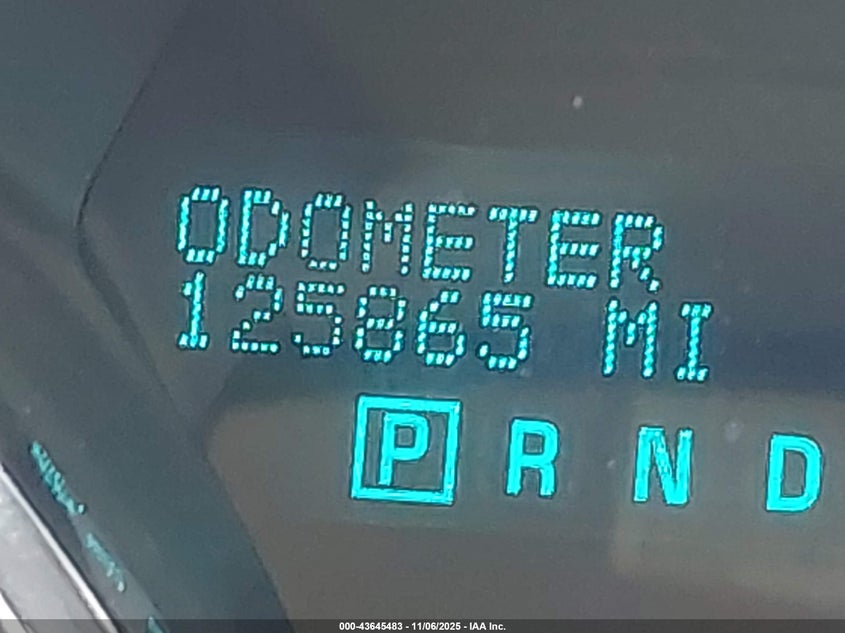 ODOMETER
125865 MI
P R N D
000-43645483 - 11/06/2025 - IAA Inc.